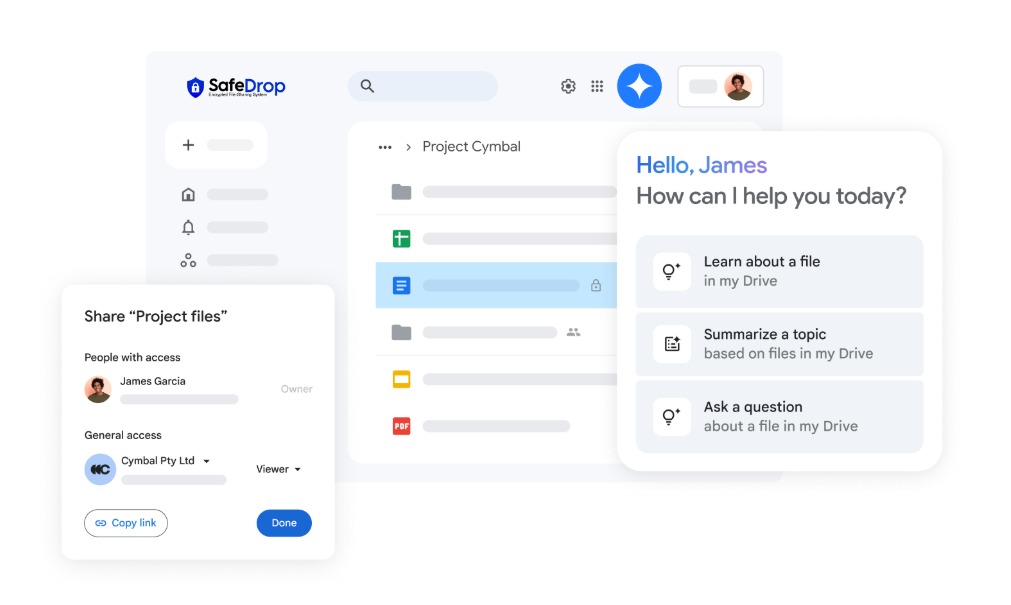 SafeDrop
Encrypted File-Sharing System
Project Cymbal
Hello, James
How can I help you today?
Learn about a file
in my Drive
Summarize a topic
based on files in my Drive
Ask a question
about a file in my Drive
PDF
Share “Project files”
People with access
James Garcia
Owner
General access
Cymbal Pty Ltd
Viewer
Copy link
Done